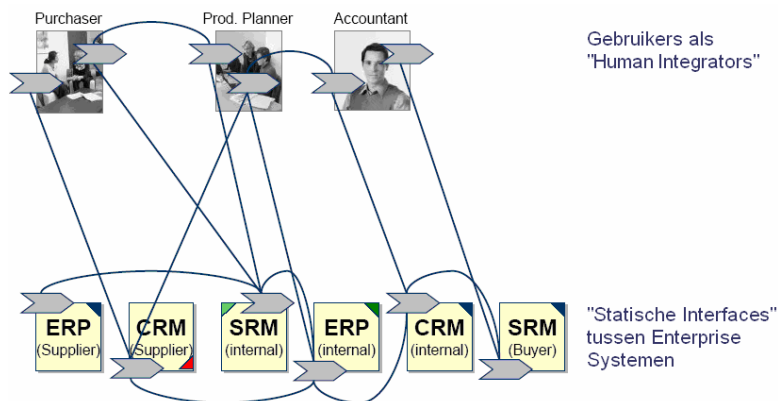 Purchaser
Prod. Planner
Accountant
Gebruikers als
"Human Integrators"
ERP
(Supplier)
CRM
(Supplier)
SRM
(internal)
ERP
(internal)
CRM
(internal)
SRM
(Buyer)
"Statische Interfaces"
tussen Enterprise
Systemen